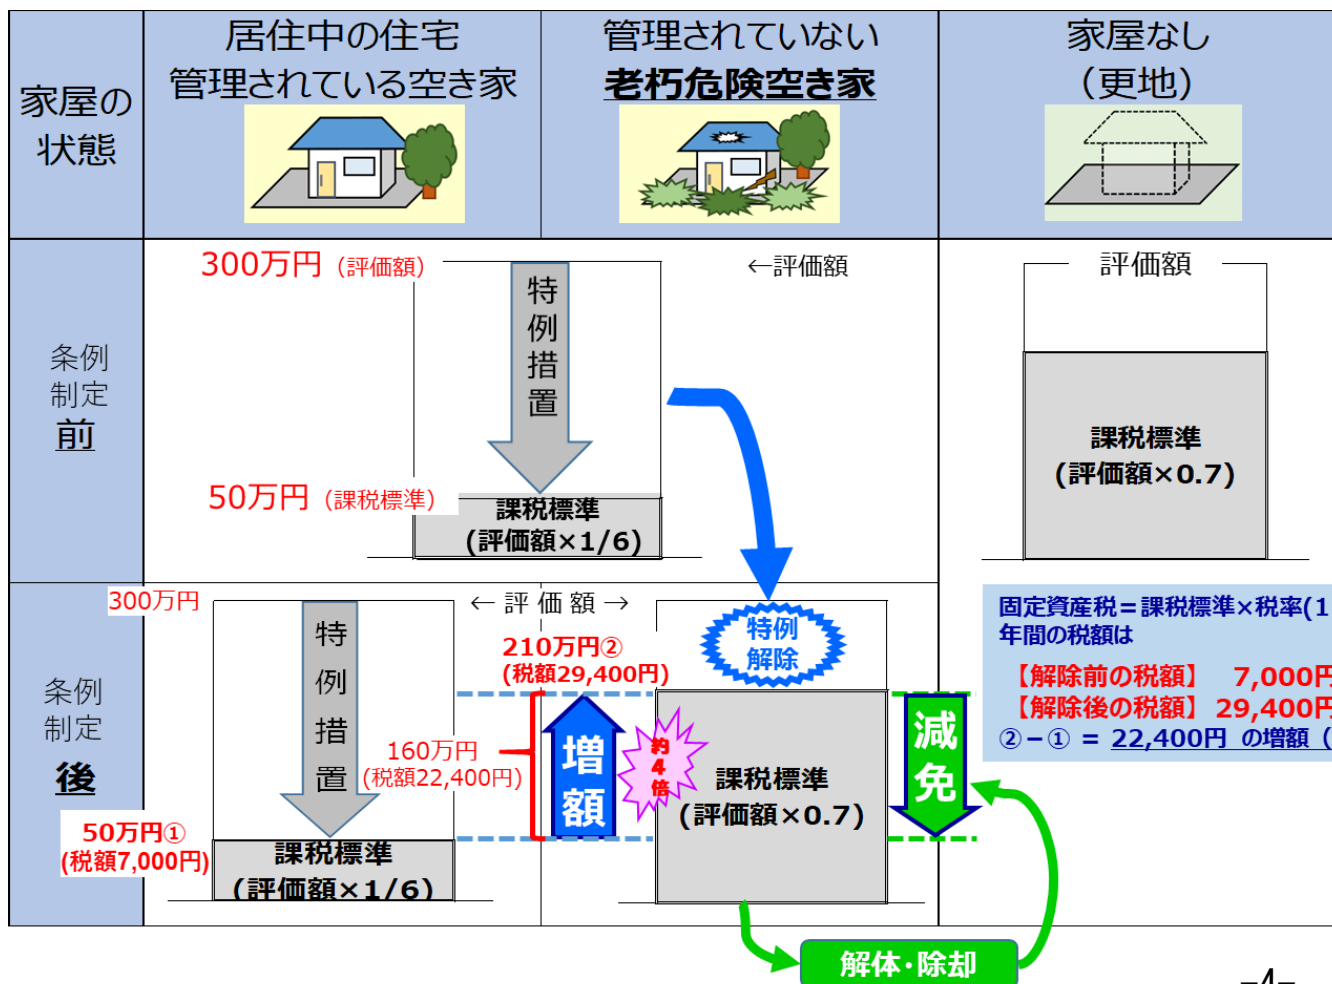 家屋の
状態
居住中の住宅
管理されている空き家
管理されていない
老朽危険空き家
家屋なし
（更地）
条例
制定
前
300万円（評価額）
特例措置
←評価額
評価額
50万円（課税標準）
課税標準
(評価額×1/6)
課税標準
(評価額×0.7)
条例
制定
後
300万円
特例措置
←評価額→
特例
解除
210万円②
(税額29,400円)
160万円
(税額22,400円)
増額
約4倍
課税標準
(評価額×0.7)
減免
50万円①
(税額7,000円)
課税標準
(評価額×1/6)
固定資産税＝課税標準×税率(1
年間の税額は
【解除前の税額】 7,000円
【解除後の税額】 29,400円
②－① = 22,400円 の増額（
解体・除却
-4-